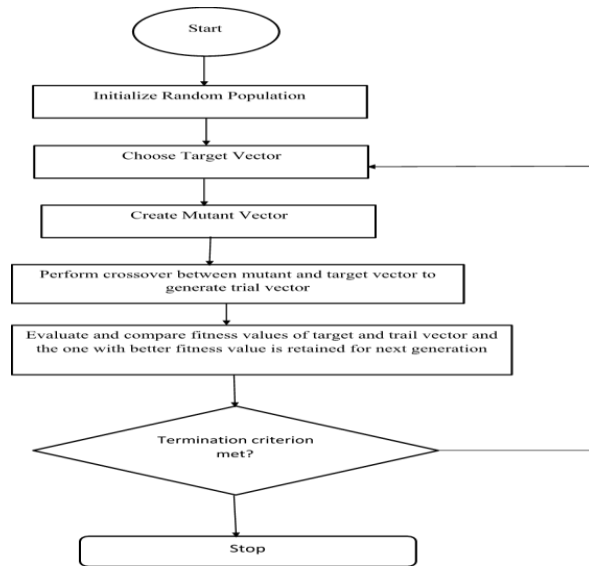 Start
Initialize Random Population
Choose Target Vector
Create Mutant Vector
Perform crossover between mutant and target vector to
generate trial vector
Evaluate and compare fitness values of target and trail vector and
the one with better fitness value is retained for next generation
Termination criterion
met?
Stop